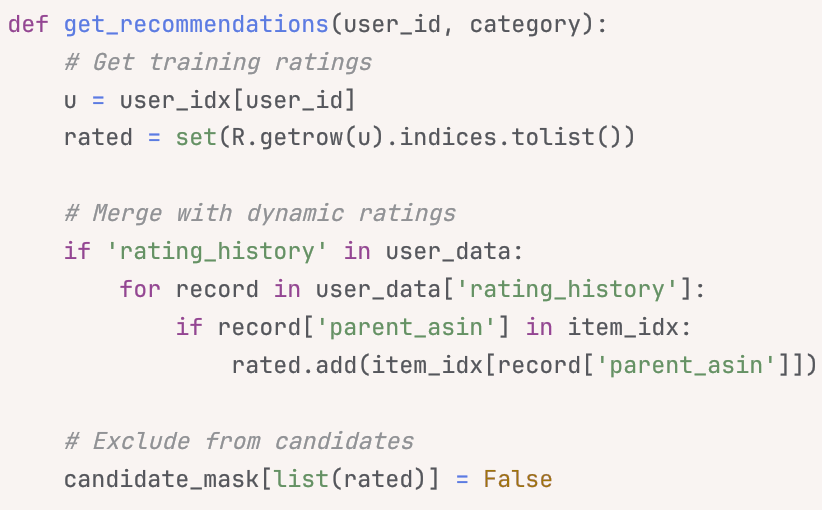 def get_recommendations(user_id, category):
    # Get training ratings
    u = user_idx[user_id]
    rated = set(R.getrow(u).indices.tolist())

    # Merge with dynamic ratings
    if 'rating_history' in user_data:
        for record in user_data['rating_history']:
            if record['parent_asin'] in item_idx:
                rated.add(item_idx[record['parent_asin']])

    # Exclude from candidates
    candidate_mask[list(rated)] = False